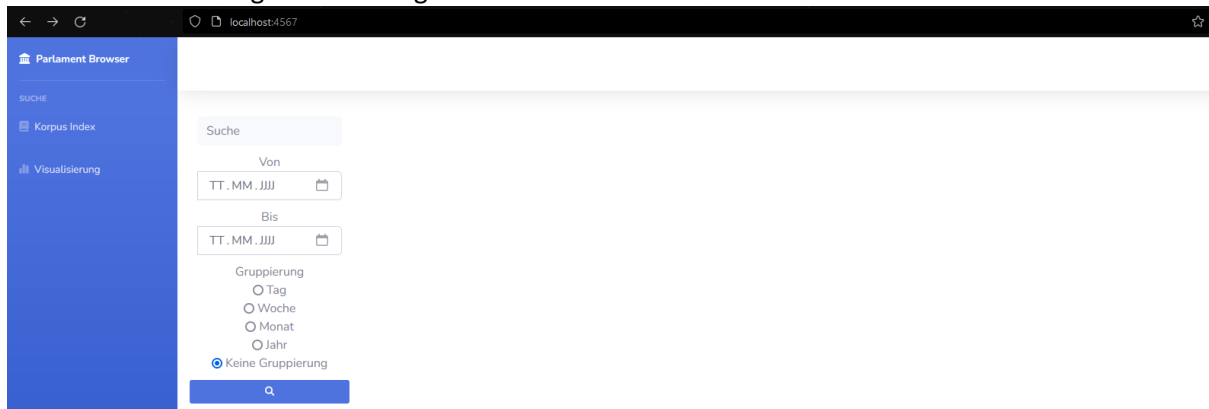 localhost:4567
Parlament Browser
SUCHE
Korpus Index
Visualisierung
Suche
Von
TT.MM.JJJJ
Bis
TT.MM.JJJJ
Gruppierung
Tag
Woche
Monat
Jahr
Keine Gruppierung